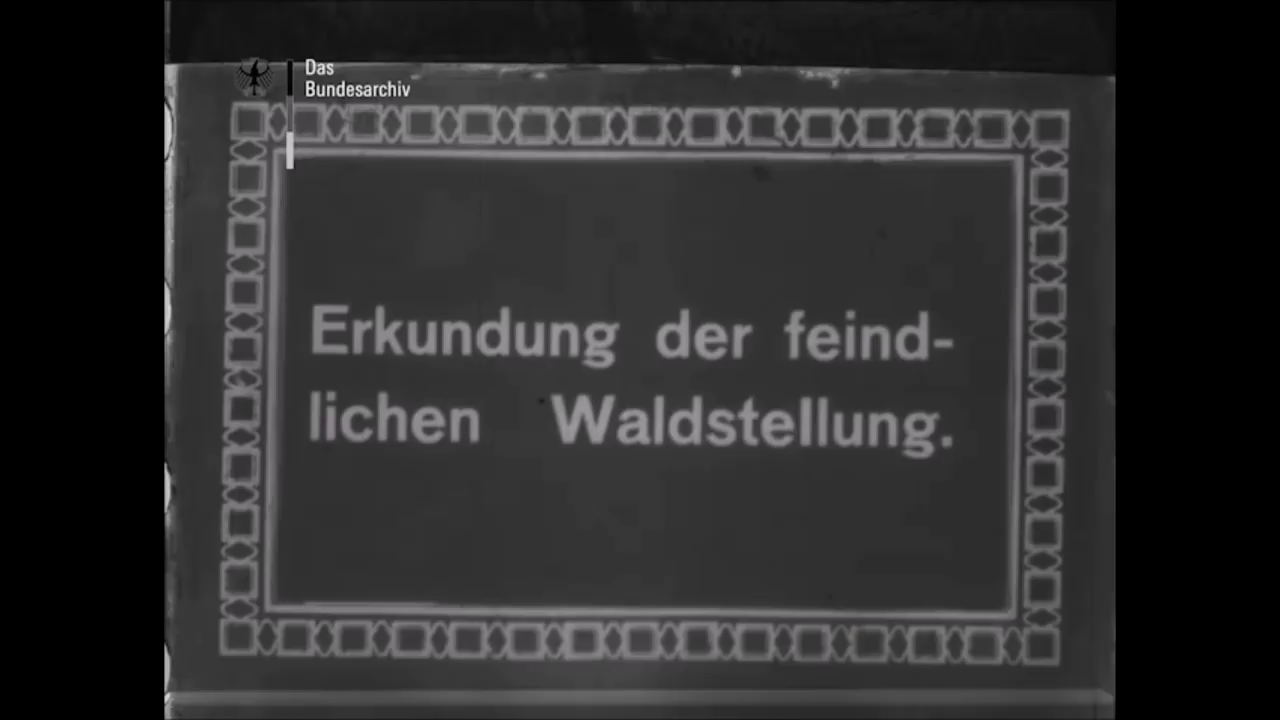 Das
Bundesarchiv
Erkundung der feind-
lichen Waldstellung.